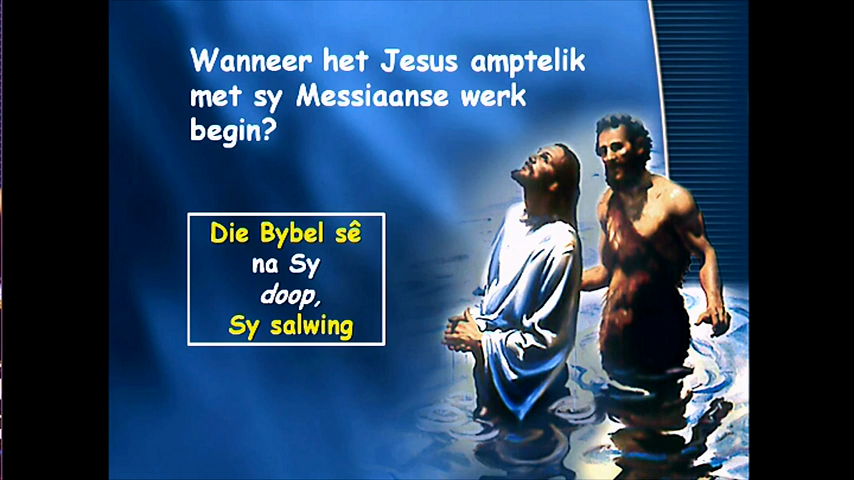 Wanneer het Jesus amptelik
met sy Messiaanse werk
begin?
Die Bybel sê
na Sy
doop,
Sy salwing